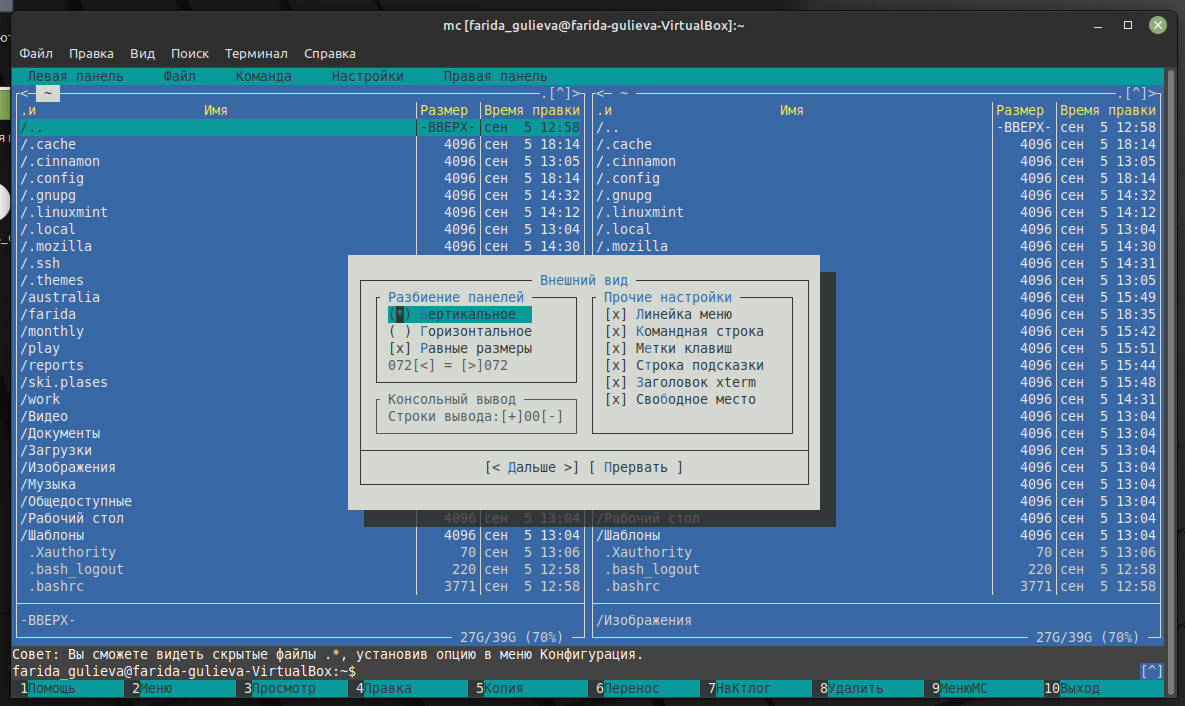 mc [farida_gulieva@farida-gulieva-VirtualBox]:~
Файл Правка Вид Поиск Терминал Справка
Левая панель Файл Команда Настройки Правая панель
<— ~ .[^]> <— ~ .[^]>
.и Имя Размер Время правки .и Имя Размер Время правки
/.. -ВВЕРХ- сен 5 12:58 /.. -ВВЕРХ- сен 5 12:58
/.cache 4096 сен 5 18:14 /.cache 4096 сен 5 18:14
/.cinnamon 4096 сен 5 13:05 /.cinnamon 4096 сен 5 13:05
/.config 4096 сен 5 18:14 /.config 4096 сен 5 18:14
/.gnupg 4096 сен 5 14:32 /.gnupg 4096 сен 5 14:32
/.linuxmint 4096 сен 5 14:12 /.linuxmint 4096 сен 5 14:12
/.local 4096 сен 5 13:04 /.local 4096 сен 5 13:04
/.mozilla 4096 сен 5 14:30 /.mozilla 4096 сен 5 14:30
/.ssh 4096 сен 5 14:31
/.themes Внешний вид 4096 сен 5 13:05
/australia Разбиение панелей Прочие настройки 4096 сен 5 15:49
/farida (*) Вертикальное [x] Линейка меню 4096 сен 5 18:35
/monthly ( ) Горизонтальное [x] Командная строка 4096 сен 5 15:42
/play [x] Равные размеры [x] Метки клавиш 4096 сен 5 15:51
/reports 072[<] = [>]072 [x] Строка подсказки 4096 сен 5 15:44
/ski.plases [x] Заголовок xterm 4096 сен 5 15:48
/work Консольный вывод [x] Свободное место 4096 сен 5 14:31
/Видео Строки вывода:[+]00[-] 4096 сен 5 13:04
/Документы 4096 сен 5 13:04
/Загрузки 4096 сен 5 13:04
/Изображения [< Дальше >] [ Прервать ] 4096 сен 5 13:04
/Музыка 4096 сен 5 13:04
/Общедоступные 4096 сен 5 13:04
/Рабочий стол 4096 сен 5 13:04 /Рабочий стол 4096 сен 5 13:04
/Шаблоны 4096 сен 5 13:04 /Шаблоны 4096 сен 5 13:04
.Xauthority 70 сен 5 13:06 .Xauthority 70 сен 5 13:06
.bash_logout 220 сен 5 12:58 .bash_logout 220 сен 5 12:58
.bashrc 3771 сен 5 12:58 .bashrc 3771 сен 5 12:58
-ВВЕРХ- /Изображения
27G/39G (70%) 27G/39G (70%)
Совет: Вы сможете видеть скрытые файлы .*, установив опцию в меню Конфигурация.
farida_gulieva@farida-gulieva-VirtualBox:~$ [^]
1Помощь 2Меню 3Просмотр 4Правка 5Копия 6Перенос 7НвКтлог 8Удалить 9МенюМС 10Выход